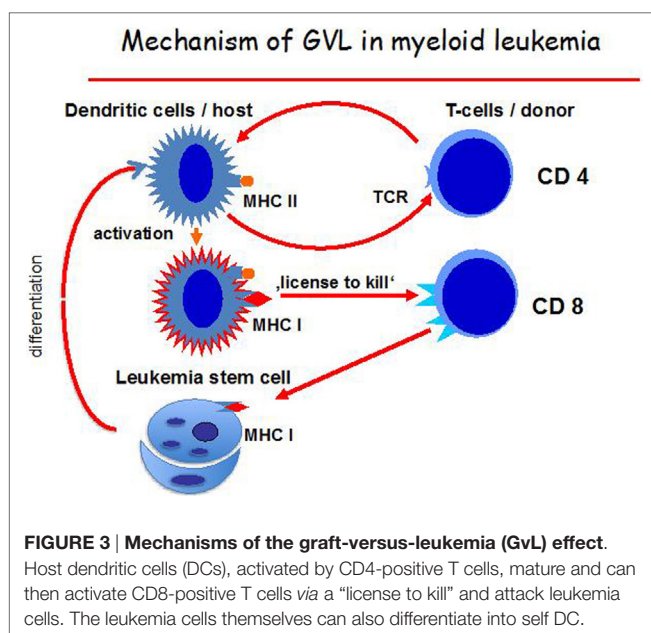 Mechanism of GVL in myeloid leukemia
Dendritic cells / host
T-cells / donor
MHC II
TCR
CD 4
activation
differentiation
‚license to kill‘
MHC I
CD 8
Leukemia stem cell
MHC I
FIGURE 3 | Mechanisms of the graft-versus-leukemia (GvL) effect.
Host dendritic cells (DCs), activated by CD4-positive T cells, mature and can
then activate CD8-positive T cells via a “license to kill” and attack leukemia
cells. The leukemia cells themselves can also differentiate into self DC.